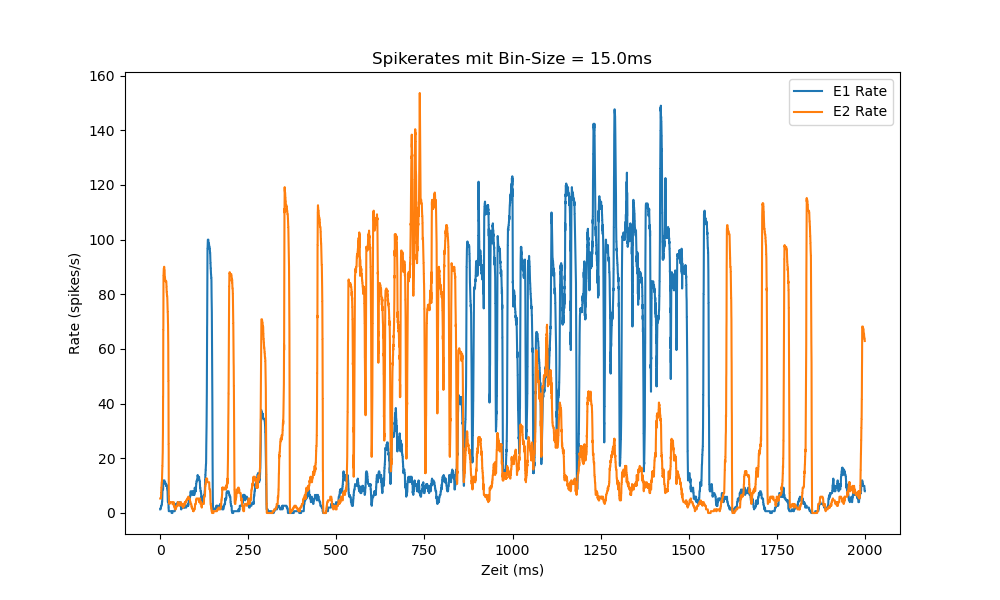 Spikerates mit Bin-Size = 15.0ms
E1 Rate
E2 Rate
Rate (spikes/s)
160
140
120
100
80
60
40
20
0
0 250 500 750 1000 1250 1500 1750 2000
Zeit (ms)